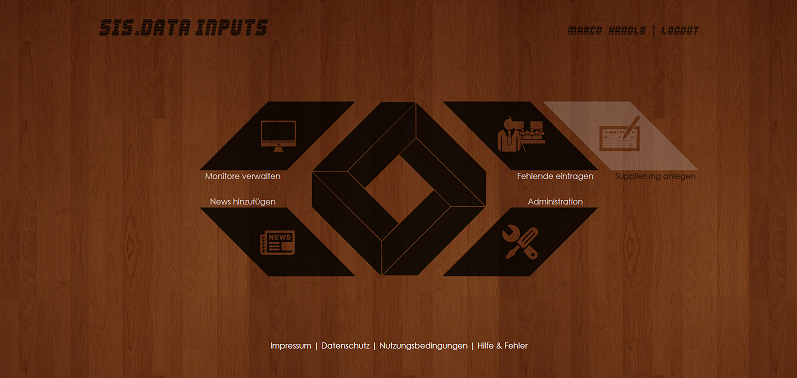 SIS.DATA INPUTS
MARCO HANDLE | LOGOUT
Monitore verwalten
Fehlende eintragen
Supplierung anlegen
News hinzufügen
Administration
NEWS
Impressum | Datenschutz | Nutzungsbedingungen | Hilfe & Fehler